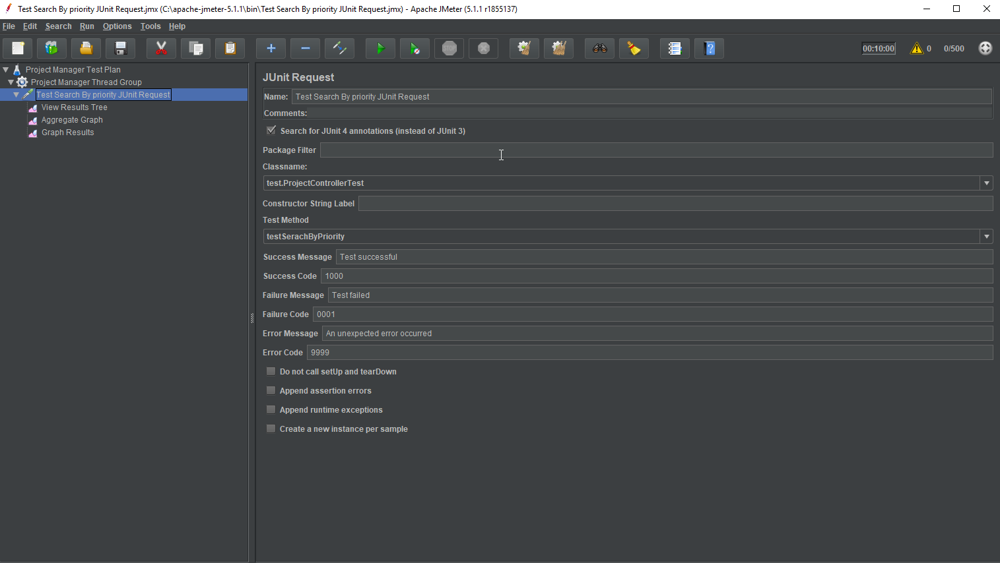 Test Search By priority JUnit Request.jmx (C:\apache-jmeter-5.1.1\bin\Test Search By priority JUnit Request.jmx) - Apache JMeter (5.1.1 r1855137)
File Edit Search Run Options Tools Help
STOP 00:10:00 0 0/500
Project Manager Test Plan
Project Manager Thread Group
Test Search By priority JUnit Request
View Results Tree
Aggregate Graph
Graph Results
JUnit Request
Name: Test Search By priority JUnit Request
Comments:
Search for JUnit 4 annotations (instead of JUnit 3)
Package Filter
Classname:
test.ProjectControllerTest
Constructor String Label
Test Method
testSerachByPriority
Success Message Test successful
Success Code 1000
Failure Message Test failed
Failure Code 0001
Error Message An unexpected error occurred
Error Code 9999
Do not call setUp and tearDown
Append assertion errors
Append runtime exceptions
Create a new instance per sample